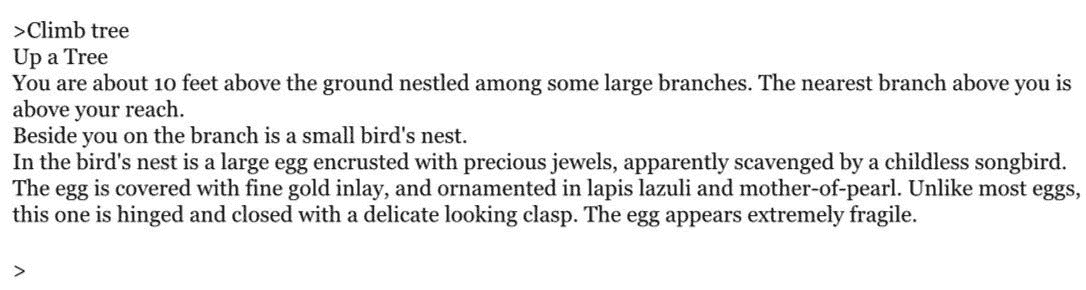 >Climb tree
Up a Tree
You are about 10 feet above the ground nestled among some large branches. The nearest branch above you is
above your reach.
Beside you on the branch is a small bird's nest.
In the bird's nest is a large egg encrusted with precious jewels, apparently scavenged by a childless songbird.
The egg is covered with fine gold inlay, and ornamented in lapis lazuli and mother-of-pearl. Unlike most eggs,
this one is hinged and closed with a delicate looking clasp. The egg appears extremely fragile.
>